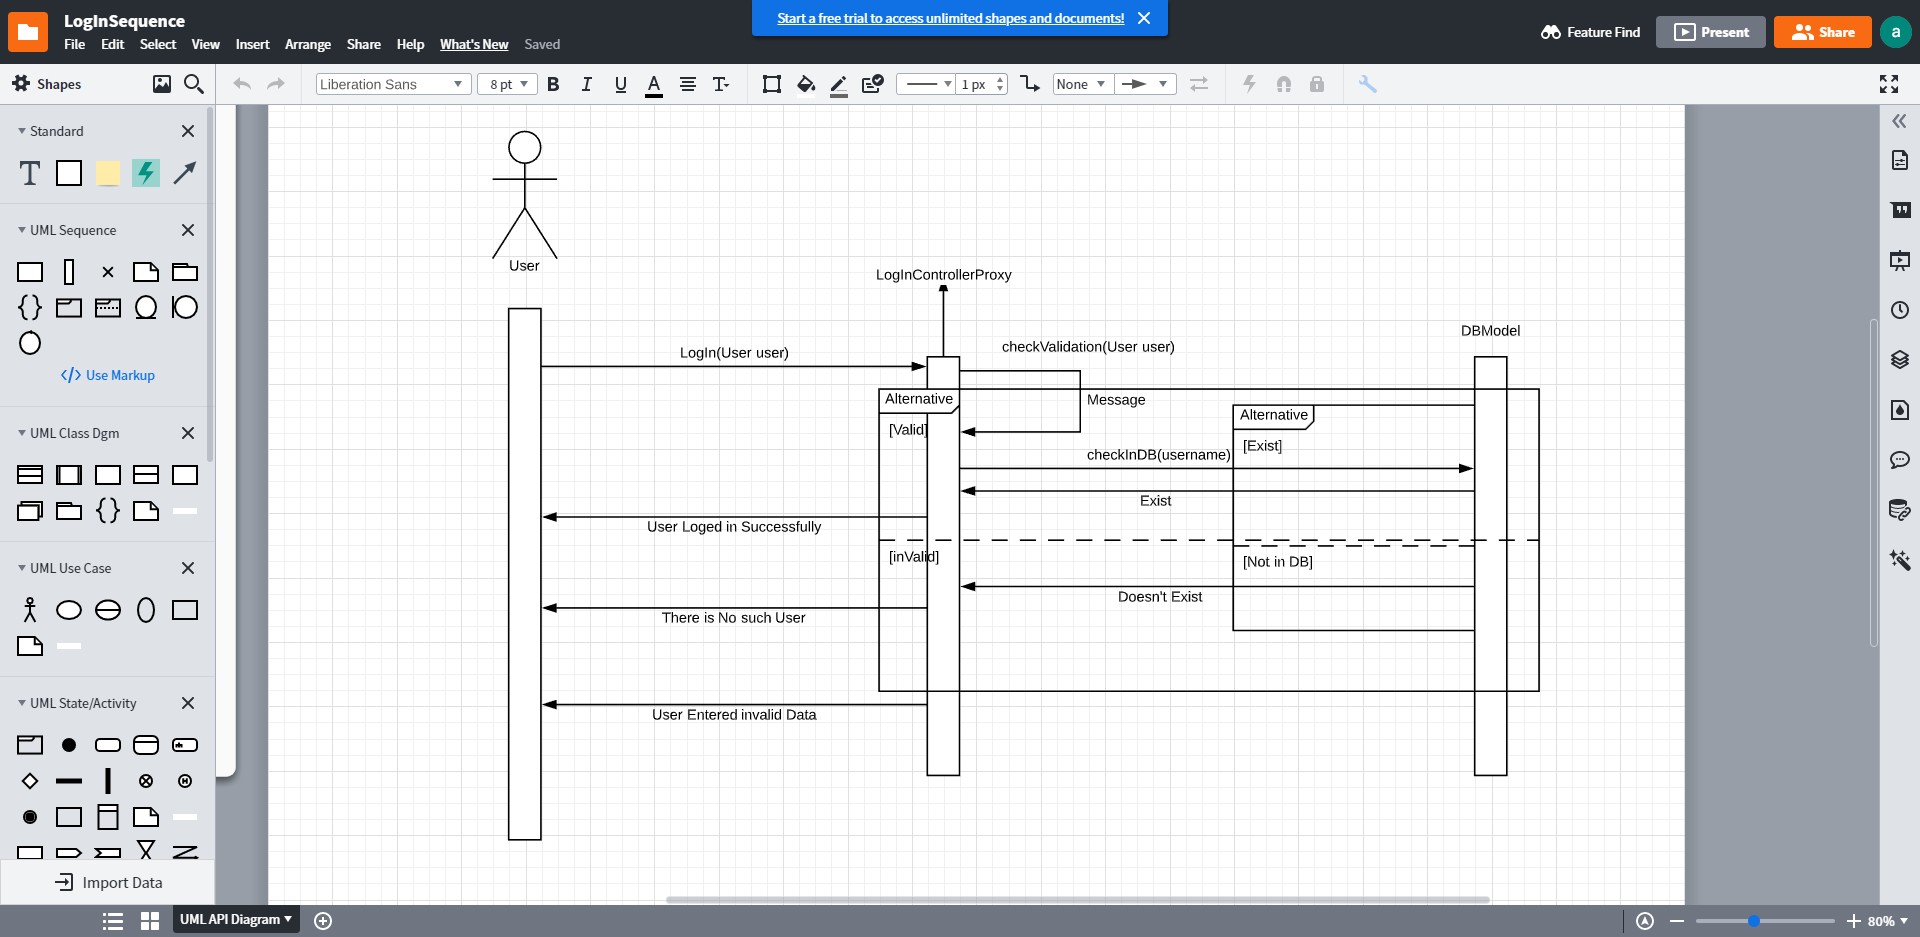 LogInSequence
Start a free trial to access unlimited shapes and documents!
File Edit Select View Insert Arrange Share Help What's New Saved
Feature Find
Present
Share
a
Shapes
Liberation Sans
8 pt
B I U A T
1 px
None
Standard
T
UML Sequence
Use Markup
UML Class Dgm
UML Use Case
UML State/Activity
Import Data
User
LogInControllerProxy
DBModel
LogIn(User user)
checkValidation(User user)
Alternative
Message
[Valid]
Alternative
[Exist]
checkInDB(username)
Exist
User Loged in Successfully
[inValid]
[Not in DB]
Doesn't Exist
There is No such User
User Entered invalid Data
UML API Diagram
80%